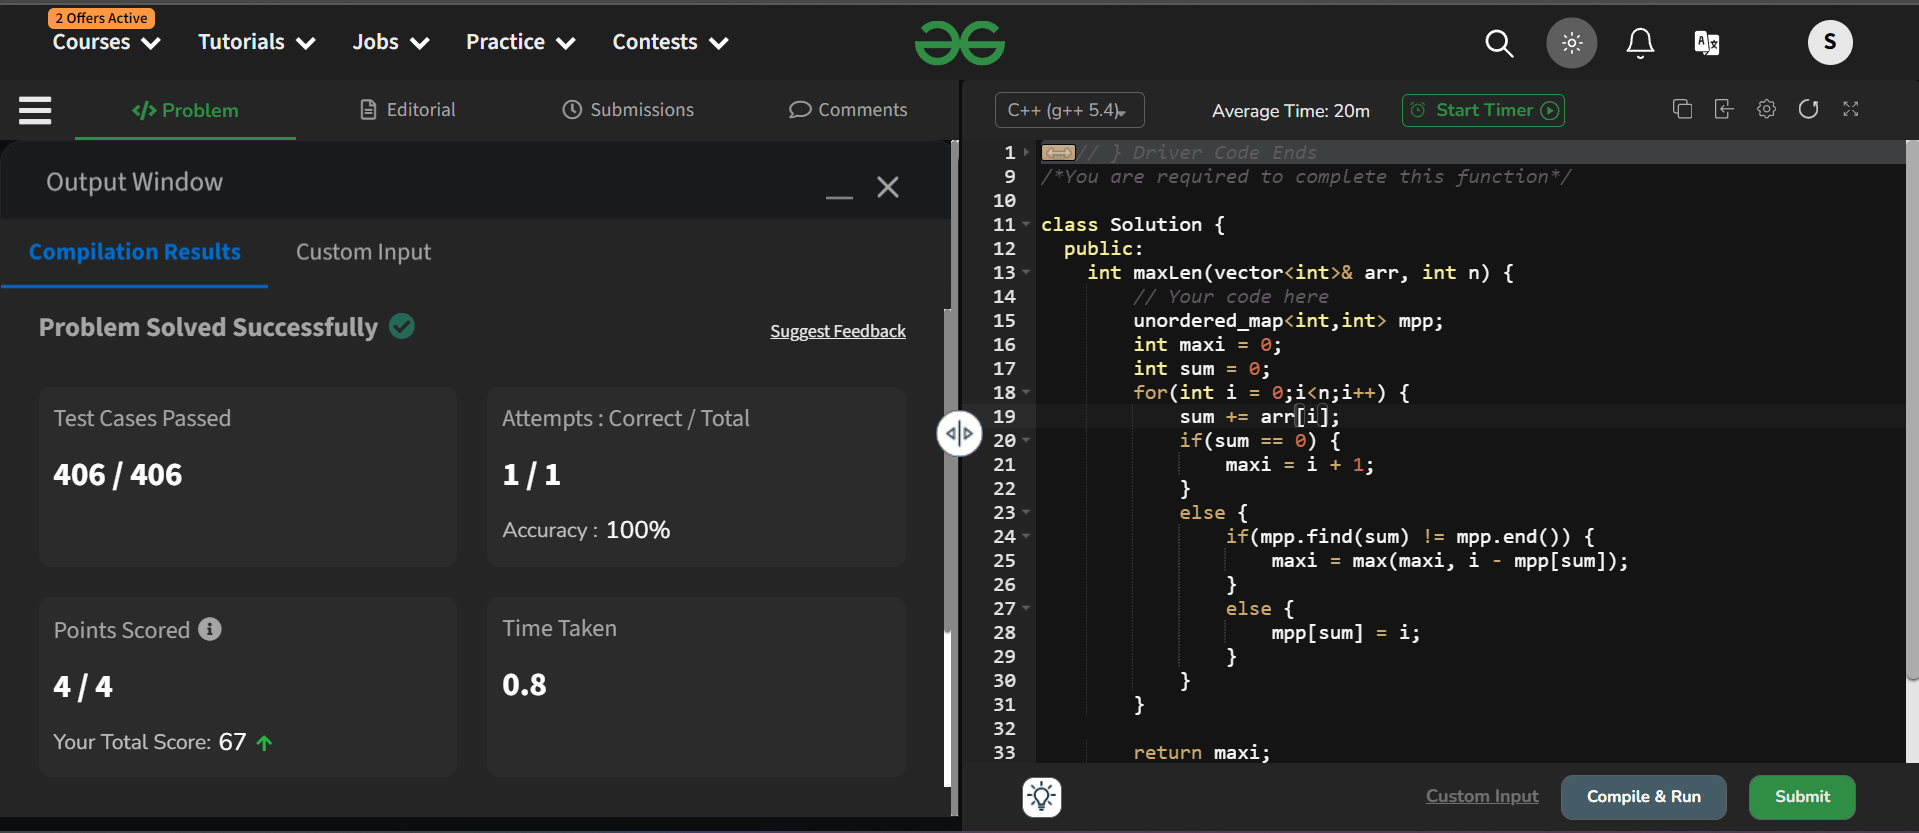 2 Offers Active
Courses Tutorials Jobs Practice Contests
S
Problem Editorial Submissions Comments
Output Window
Compilation Results Custom Input
Problem Solved Successfully
Suggest Feedback
Test Cases Passed
406 / 406
Attempts : Correct / Total
1 / 1
Accuracy : 100%
Points Scored
4 / 4
Your Total Score: 67
Time Taken
0.8
C++ (g++ 5.4)
Average Time: 20m
Start Timer
1 // } Driver Code Ends
9 /*You are required to complete this function*/
10
11 class Solution {
12 public:
13 int maxLen(vector<int>& arr, int n) {
14 // Your code here
15 unordered_map<int,int> mpp;
16 int maxi = 0;
17 int sum = 0;
18 for(int i = 0;i<n;i++) {
19 sum += arr[i];
20 if(sum == 0) {
21 maxi = i + 1;
22 }
23 else {
24 if(mpp.find(sum) != mpp.end()) {
25 maxi = max(maxi, i - mpp[sum]);
26 }
27 else {
28 mpp[sum] = i;
29 }
30 }
31 }
32
33 return maxi;
Custom Input
Compile & Run
Submit